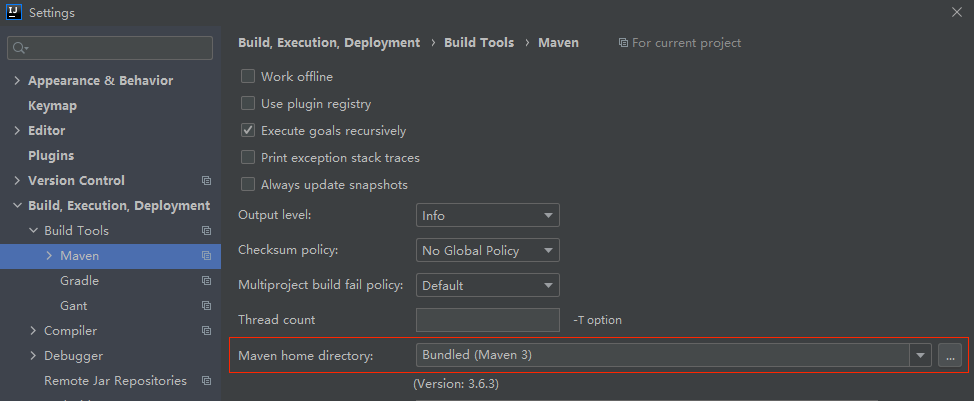 Settings
Build, Execution, Deployment › Build Tools › Maven For current project
Work offline
Appearance & Behavior
Use plugin registry
Keymap
Editor
Execute goals recursively
Plugins
Print exception stack traces
Version Control
Always update snapshots
Build, Execution, Deployment
Output level: Info
Build Tools
Maven
Checksum policy: No Global Policy
Gradle
Multiproject build fail policy: Default
Gant
Thread count -T option
Compiler
Debugger
Maven home directory: Bundled (Maven 3) ...
Remote Jar Repositories
(Version: 3.6.3)